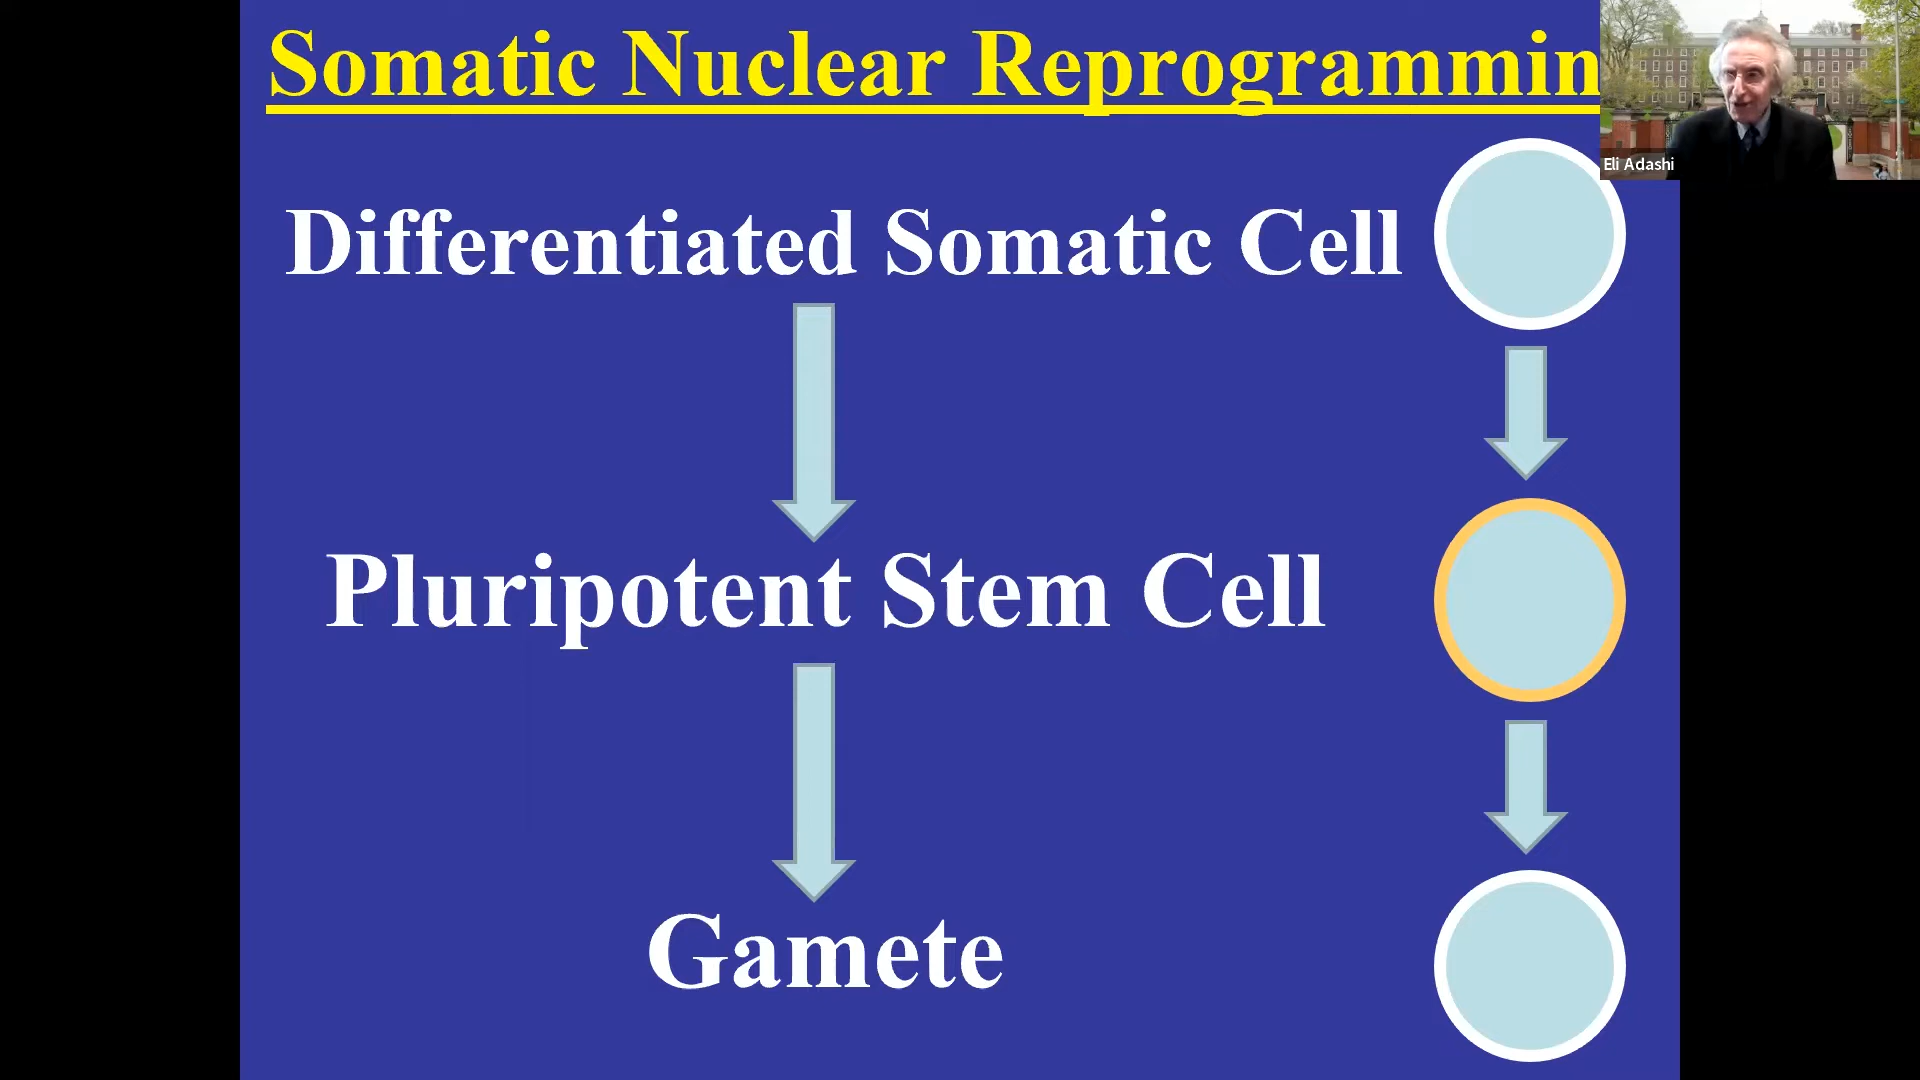 Somatic Nuclear Reprogrammin
Eli Adashi
Differentiated Somatic Cell
Pluripotent Stem Cell
Gamete